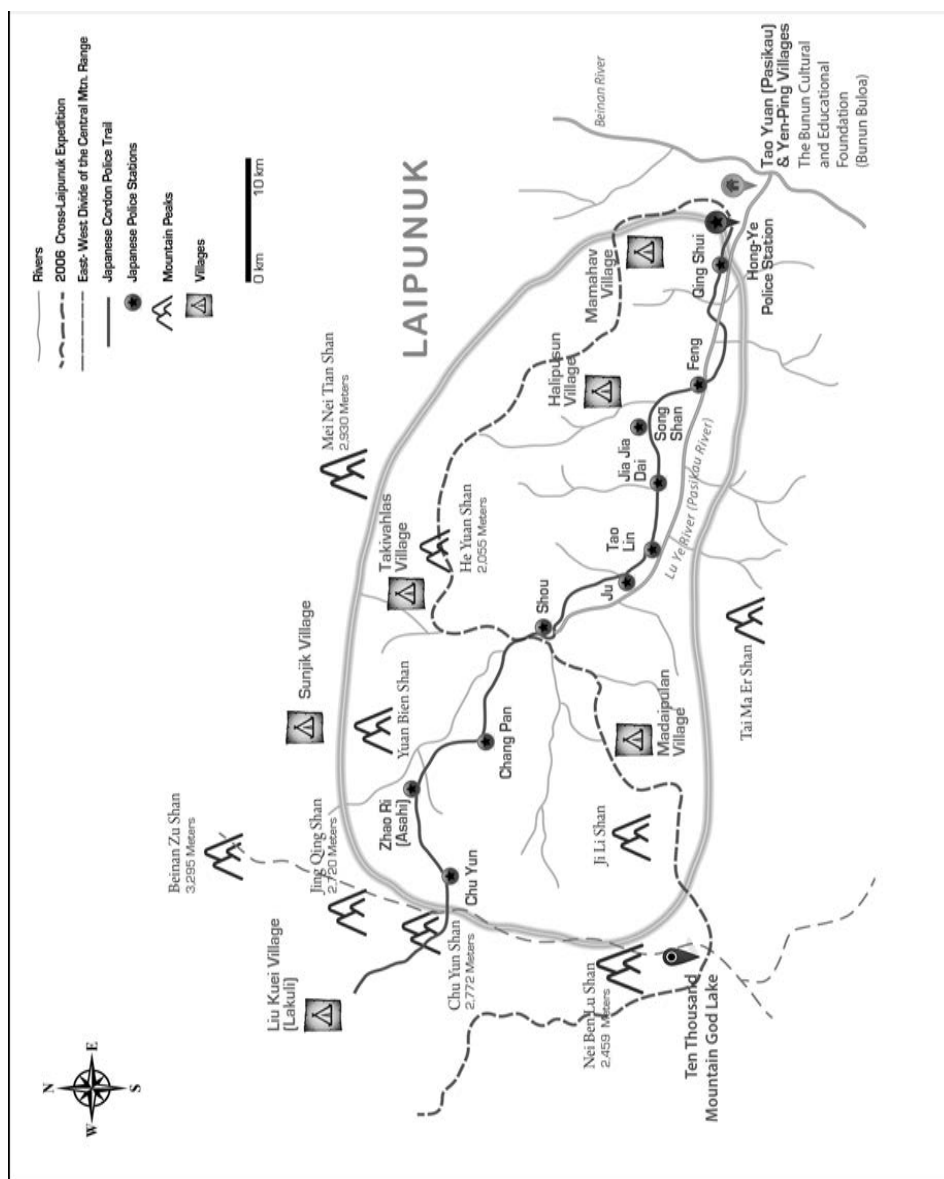 Rivers
2006 Cross-Laipunuk Expedition
East-West Divide of the Central Mtn. Range
Japanese Cordon Police Trail
Japanese Police Stations
Mountain Peaks
Villages
0 km
10 km
N
E
S
W
LAIPUNUK
Liu Kuei Village
(Lakuli)
Beinan Zu Shan
3,295 Meters
Jing Qing Shan
2,720 Meters
Chu Yun Shan
2,772 Meters
Chu Yun
Zhao Ri
(Asahi)
Sunjik Village
Yuan Bien Shan
Chang Pan
Takivahlas
Village
Mei Nei Tian Shan
2,930 Meters
He Yuan Shan
2,055 Meters
Shou
Ju
Tao
Lin
Jia Jia
Dai
Song
Shan
Halipusun
Village
Feng
Mamahav
Village
Qing Shui
Hong-Ye
Police Station
Beinan River
Tao Yuan (Pasikau)
& Yen-Ping Villages
The Bunun Cultural
and Educational
Foundation
(Bunun Buloa)
Lu Ye River (Pasikau River)
Tai Ma Er Shan
Madaipulan
Village
Ji Li Shan
Nei Ben Lu Shan
2,459 Meters
Ten Thousand
Mountain God Lake